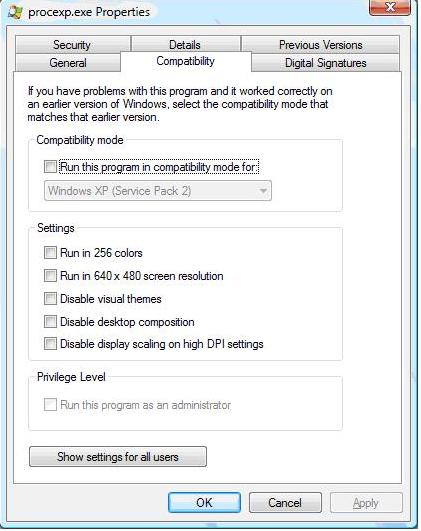 procexp.exe Properties
Security Details Previous Versions
General Compatibility Digital Signatures
If you have problems with this program and it worked correctly on
an earlier version of Windows, select the compatibility mode that
matches that earlier version.
Compatibility mode
Run this program in compatibility mode for:
Windows XP (Service Pack 2)
Settings
Run in 256 colors
Run in 640 x 480 screen resolution
Disable visual themes
Disable desktop composition
Disable display scaling on high DPI settings
Privilege Level
Run this program as an administrator
Show settings for all users
OK Cancel Apply